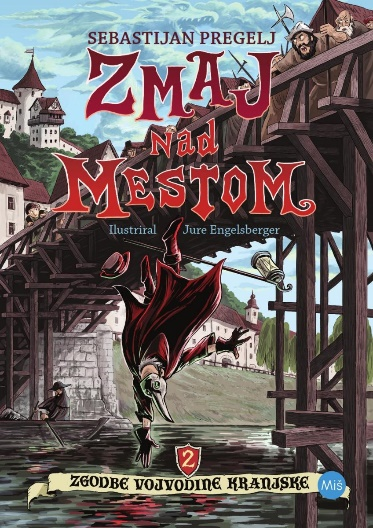 SEBASTIJAN PREGELJ
ZMAJ
Nad
MESTOM
Ilustriral Jure Engelsberger
2
ZGODBE VOJVODINE KRANJSKE
Miš